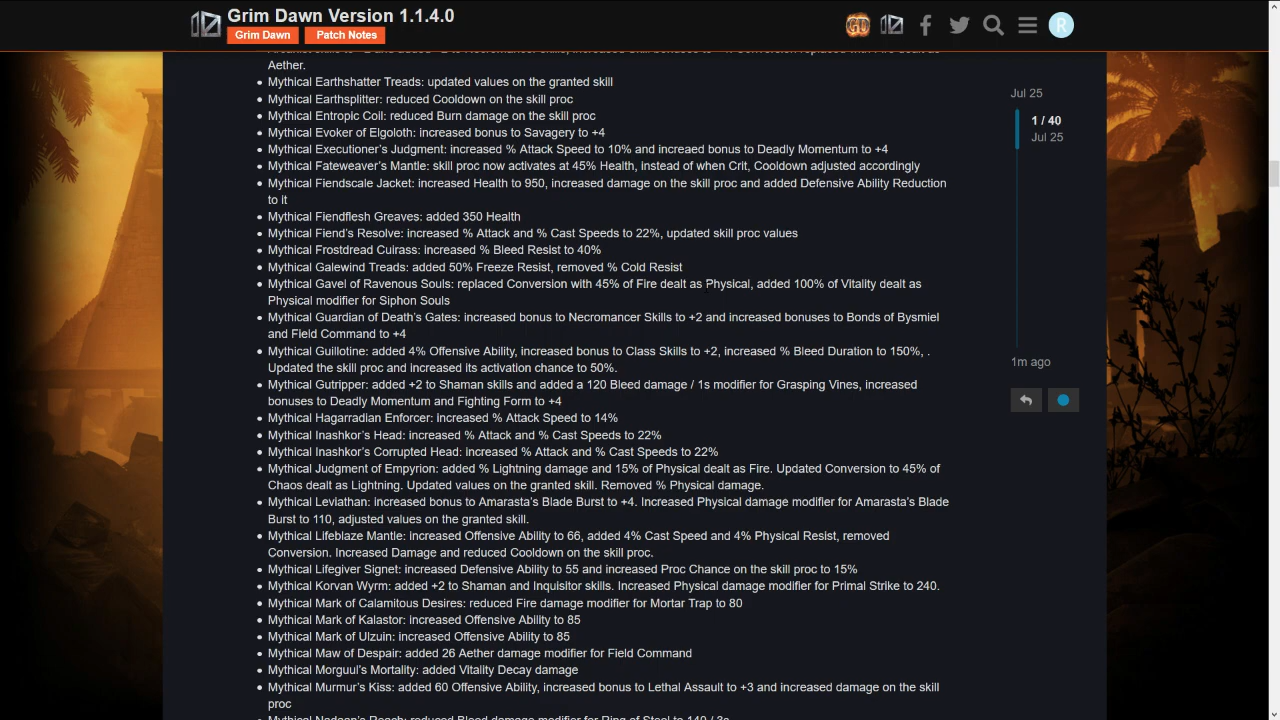 Grim Dawn Version 1.1.4.0
Grim Dawn Patch Notes
Aether.
Mythical Earthshatter Treads: updated values on the granted skill
Mythical Earthsplitter: reduced Cooldown on the skill proc
Mythical Entropic Coil: reduced Burn damage on the skill proc
Mythical Evoker of Elgoloth: increased bonus to Savagery to +4
Mythical Executioner's Judgment: increased % Attack Speed to 10% and increaed bonus to Deadly Momentum to +4
Mythical Fateweaver's Mantle: skill proc now activates at 45% Health, instead of when Crit, Cooldown adjusted accordingly
Mythical Fiendscale Jacket: increased Health to 950, increased damage on the skill proc and added Defensive Ability Reduction
to it
Mythical Fiendflesh Greaves: added 350 Health
Mythical Fiend's Resolve: increased % Attack and % Cast Speeds to 22%, updated skill proc values
Mythical Frostdread Cuirass: increased % Bleed Resist to 40%
Mythical Galewind Treads: added 50% Freeze Resist, removed % Cold Resist
Mythical Gavel of Ravenous Souls: replaced Conversion with 45% of Fire dealt as Physical, added 100% of Vitality dealt as
Physical modifier for Siphon Souls
Mythical Guardian of Death's Gates: increased bonus to Necromancer Skills to +2 and increased bonuses to Bonds of Bysmiel
and Field Command to +4
Mythical Guillotine: added 4% Offensive Ability, increased bonus to Class Skills to +2, increased % Bleed Duration to 150%, .
Updated the skill proc and increased its activation chance to 50%.
Mythical Gutripper: added +2 to Shaman skills and added a 120 Bleed damage / 1s modifier for Grasping Vines, increased
bonuses to Deadly Momentum and Fighting Form to +4
Mythical Hagarradian Enforcer: increased % Attack Speed to 14%
Mythical Inashkor's Head: increased % Attack and % Cast Speeds to 22%
Mythical Inashkor's Corrupted Head: increased % Attack and % Cast Speeds to 22%
Mythical Judgment of Empyrion: added % Lightning damage and 15% of Physical dealt as Fire. Updated Conversion to 45% of
Chaos dealt as Lightning. Updated values on the granted skill. Removed % Physical damage.
Mythical Leviathan: increased bonus to Amarasta's Blade Burst to +4. Increased Physical damage modifier for Amarasta's Blade
Burst to 110, adjusted values on the granted skill.
Mythical Lifeblaze Mantle: increased Offensive Ability to 66, added 4% Cast Speed and 4% Physical Resist, removed
Conversion. Increased Damage and reduced Cooldown on the skill proc.
Mythical Lifegiver Signet: increased Defensive Ability to 55 and increased Proc Chance on the skill proc to 15%
Mythical Korvan Wyrm: added +2 to Shaman and Inquisitor skills. Increased Physical damage modifier for Primal Strike to 240.
Mythical Mark of Calamitous Desires: reduced Fire damage modifier for Mortar Trap to 80
Mythical Mark of Kalastor: increased Offensive Ability to 85
Mythical Mark of Ulzuin: increased Offensive Ability to 85
Mythical Maw of Despair: added 26 Aether damage modifier for Field Command
Mythical Morguul's Mortality: added Vitality Decay damage
Mythical Murmur's Kiss: added 60 Offensive Ability, increased bonus to Lethal Assault to +3 and increased damage on the skill
proc
R
Jul 25
1 / 40
Jul 25
1m ago